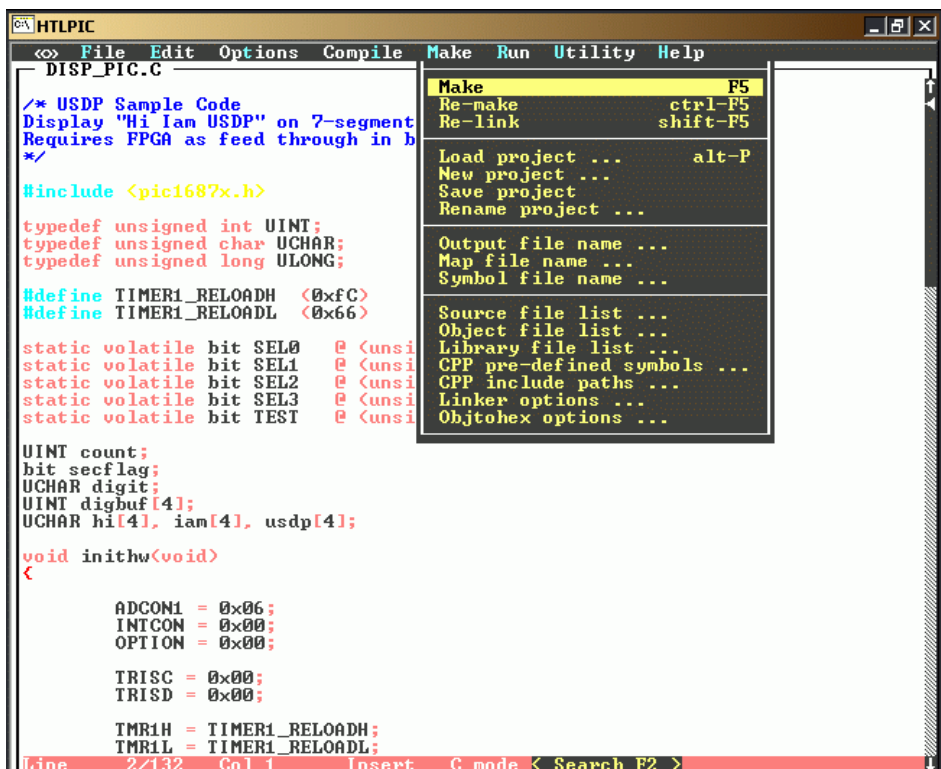 HTLPIC
<<>> File Edit Options Compile Make Run Utility Help
DISP_PIC.C
/* USDP Sample Code
Display "Hi Iam USDP" on 7-segment
Requires FPGA as feed through in b
*/
#include <pic1687x.h>
typedef unsigned int UINT;
typedef unsigned char UCHAR;
typedef unsigned long ULONG;
#define TIMER1_RELOADH (0xfC)
#define TIMER1_RELOADL (0x66)
static volatile bit SEL0 @ (unsi
static volatile bit SEL1 @ (unsi
static volatile bit SEL2 @ (unsi
static volatile bit SEL3 @ (unsi
static volatile bit TEST @ (unsi
UINT count;
bit secflag;
UCHAR digit;
UINT digbuf[4];
UCHAR hi[4], iam[4], usdp[4];
void inithw(void)
{
ADCON1 = 0x06;
INTCON = 0x00;
OPTION = 0x00;
TRISC = 0x00;
TRISD = 0x00;
TMR1H = TIMER1_RELOADH;
TMR1L = TIMER1_RELOADL;
Make F5
Re-make ctrl-F5
Re-link shift-F5
Load project ... alt-P
New project ...
Save project
Rename project ...
Output file name ...
Map file name ...
Symbol file name ...
Source file list ...
Object file list ...
Library file list ...
CPP pre-defined symbols ...
CPP include paths ...
Linker options ...
Objtohex options ...
Line 2/132 Col 1 Insert C mode < Search F2 >